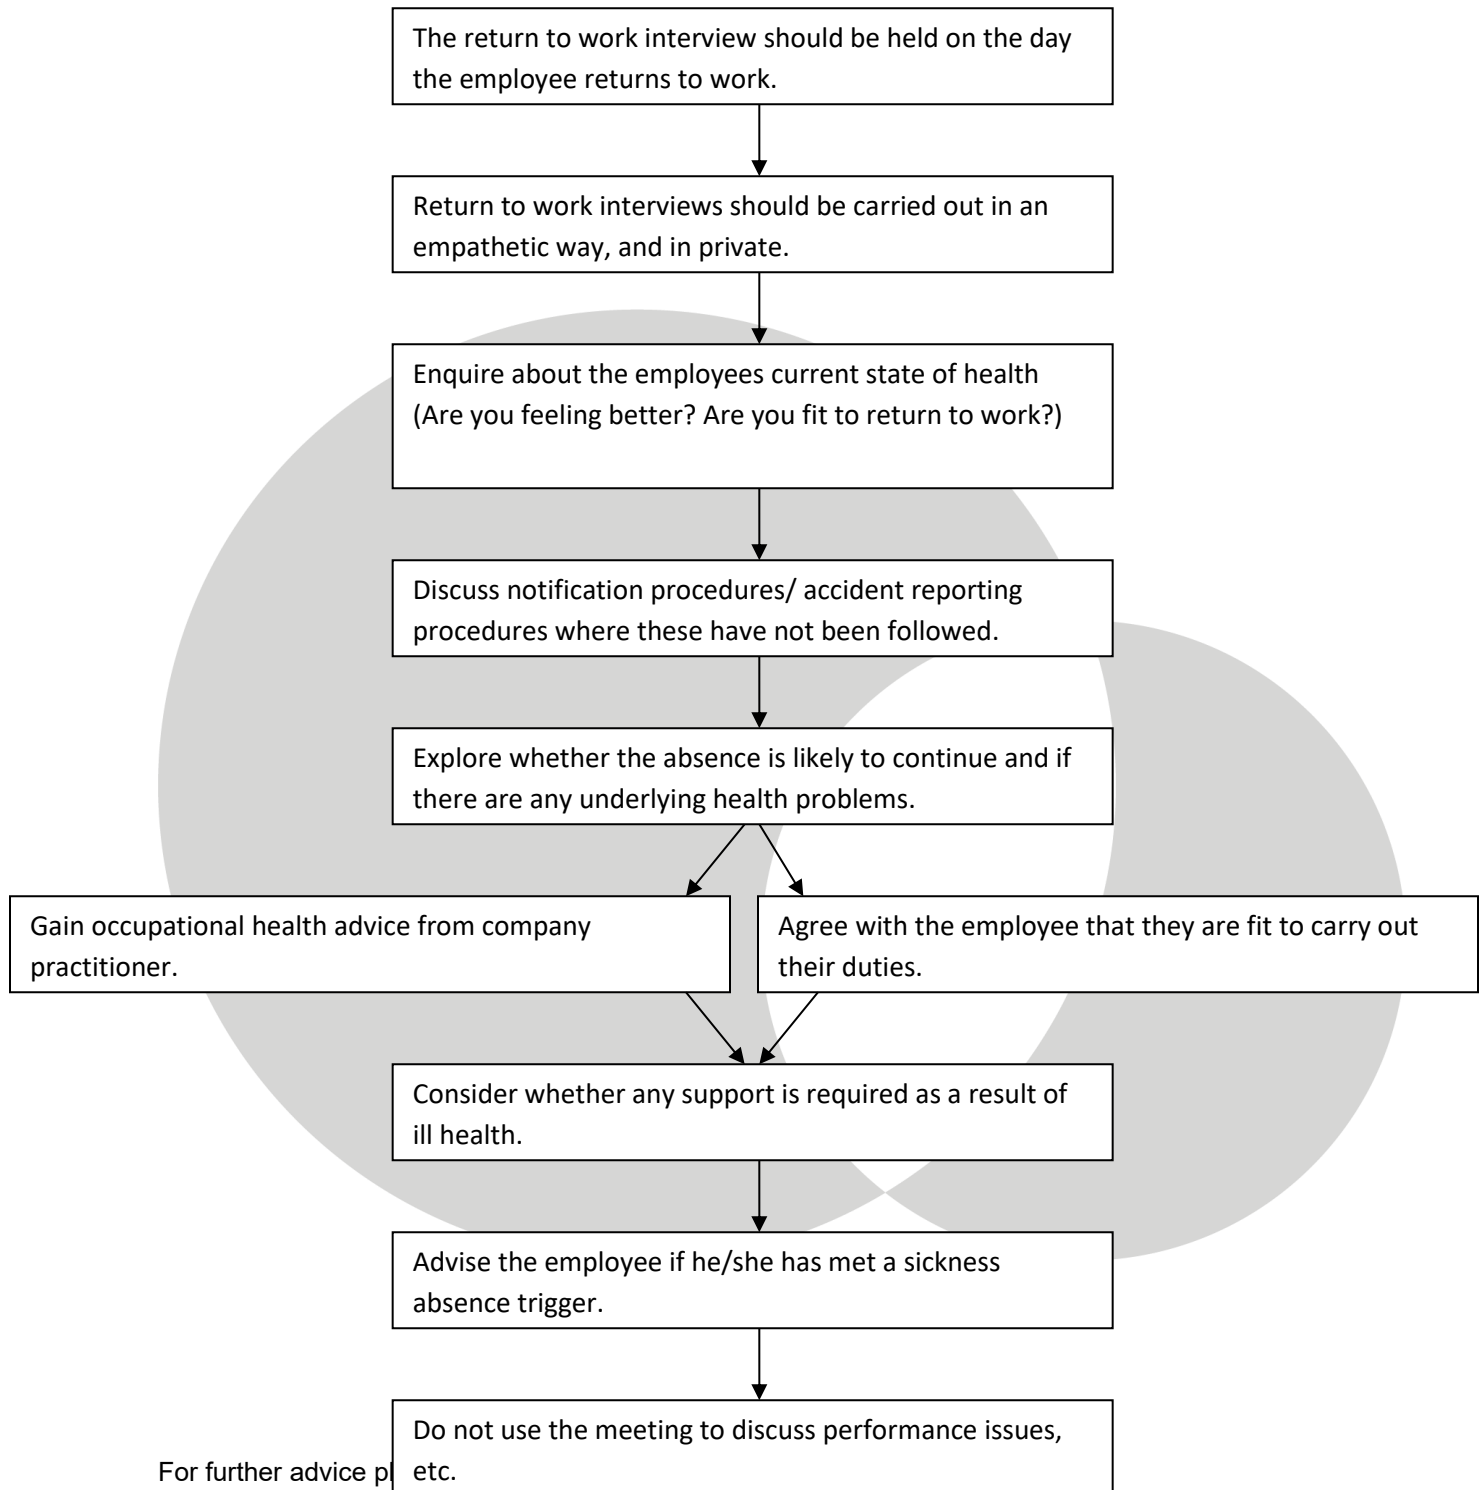 The return to work interview should be held on the day
the employee returns to work.
Return to work interviews should be carried out in an
empathetic way, and in private.
Enquire about the employees current state of health
(Are you feeling better? Are you fit to return to work?)
Discuss notification procedures/ accident reporting
procedures where these have not been followed.
Explore whether the absence is likely to continue and if
there are any underlying health problems.
Gain occupational health advice from company
practitioner.
Agree with the employee that they are fit to carry out
their duties.
Consider whether any support is required as a result of
ill health.
Advise the employee if he/she has met a sickness
absence trigger.
Do not use the meeting to discuss performance issues,
etc.
For further advice